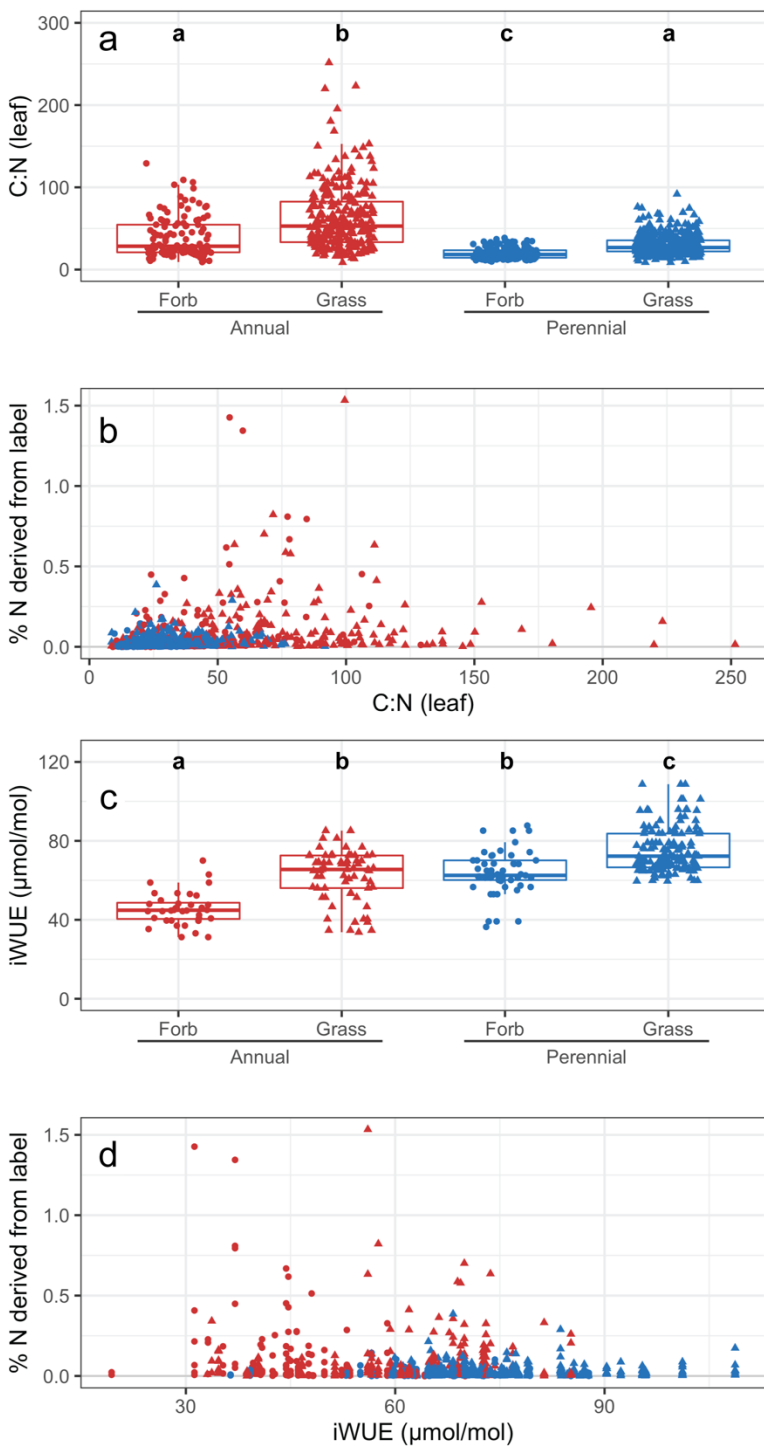 a
a b c a
300
200
100
0
C:N (leaf)
Forb Grass Forb Grass
Annual Perennial
b
1.5
1.0
0.5
0.0
% N derived from label
0 50 100 150 200 250
C:N (leaf)
c
a b b c
120
80
40
0
iWUE (μmol/mol)
Forb Grass Forb Grass
Annual Perennial
d
1.5
1.0
0.5
0.0
% N derived from label
30 60 90
iWUE (μmol/mol)